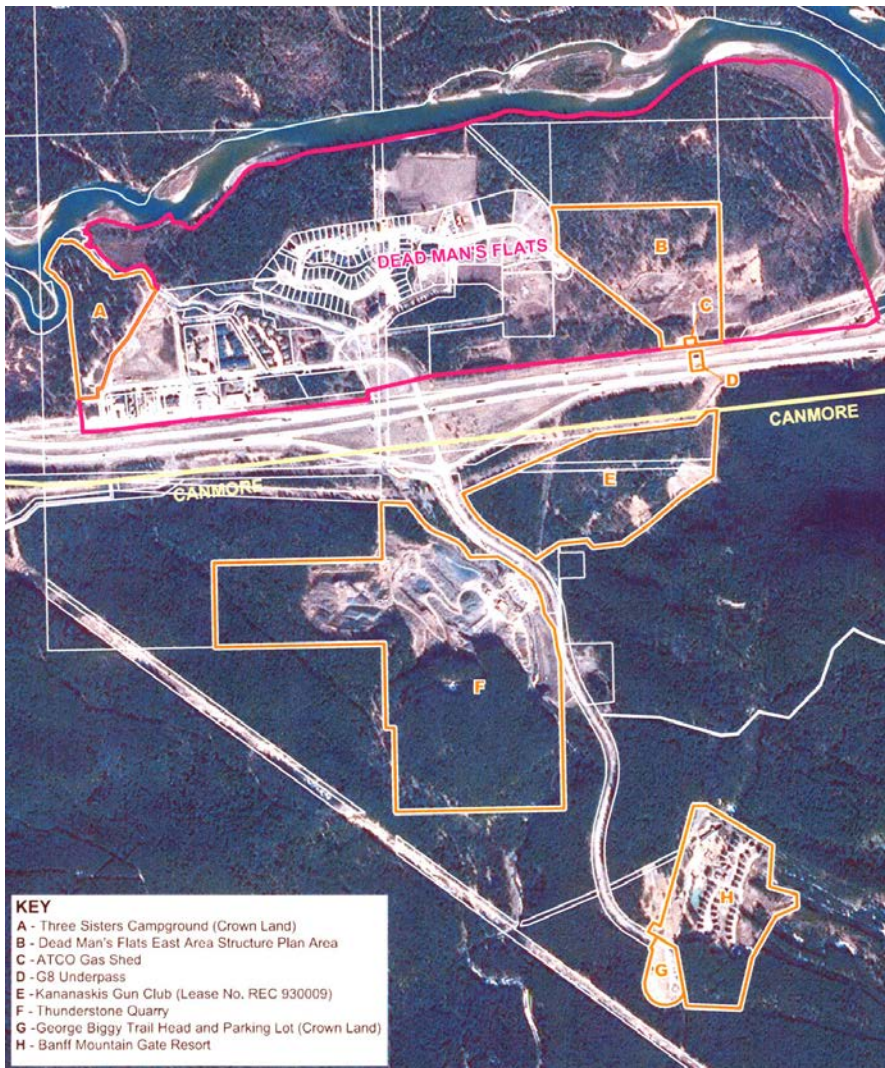 DEAD MAN'S FLATS
A
B
C
D
CANMORE
CANMORE
E
F
G
H
KEY
A - Three Sisters Campground (Crown Land)
B - Dead Man's Flats East Area Structure Plan Area
C - ATCO Gas Shed
D - G8 Underpass
E - Kananaskis Gun Club (Lease No. REC 930009)
F - Thunderstone Quarry
G - George Biggy Trail Head and Parking Lot (Crown Land)
H - Banff Mountain Gate Resort